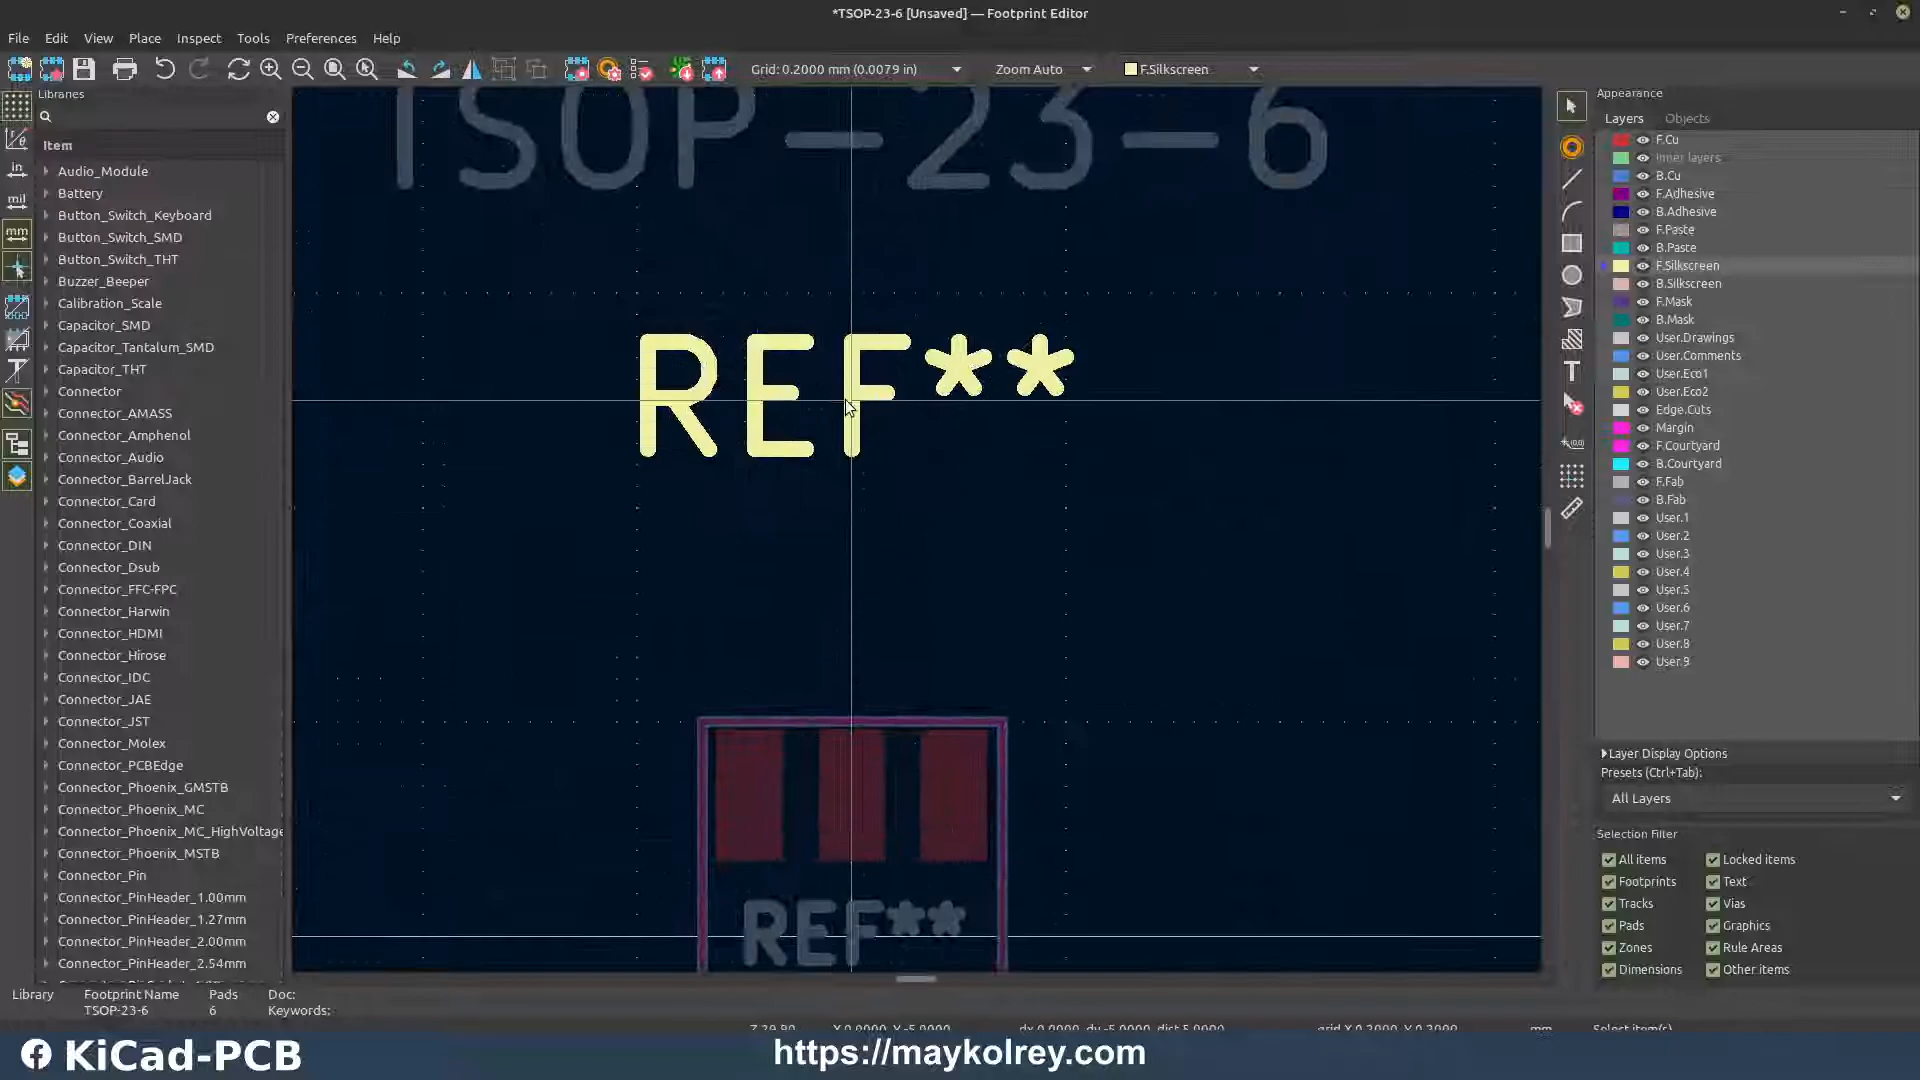 *TSOP-23-6 [Unsaved] — Footprint Editor
File Edit View Place Inspect Tools Preferences Help
Grid: 0.2000 mm (0.0079 in) Zoom Auto F.Silkscreen
Libraries
Item
Audio_Module
Battery
Button_Switch_Keyboard
Button_Switch_SMD
Button_Switch_THT
Buzzer_Beeper
Calibration_Scale
Capacitor_SMD
Capacitor_Tantalum_SMD
Capacitor_THT
Connector
Connector_AMASS
Connector_Amphenol
Connector_Audio
Connector_BarrelJack
Connector_Card
Connector_Coaxial
Connector_DIN
Connector_Dsub
Connector_FFC-FPC
Connector_Harwin
Connector_HDMI
Connector_Hirose
Connector_IDC
Connector_JAE
Connector_JST
Connector_Molex
Connector_PCBEdge
Connector_Phoenix_GMSTB
Connector_Phoenix_MC
Connector_Phoenix_MC_HighVoltage
Connector_Phoenix_MSTB
Connector_Pin
Connector_PinHeader_1.00mm
Connector_PinHeader_1.27mm
Connector_PinHeader_2.00mm
Connector_PinHeader_2.54mm
in
mil
mm
TSOP-23-6
REF**
REF**
Appearance
Layers Objects
F.Cu
Inner layers
B.Cu
F.Adhesive
B.Adhesive
F.Paste
B.Paste
F.Silkscreen
B.Silkscreen
F.Mask
B.Mask
User.Drawings
User.Comments
User.Eco1
User.Eco2
Edge.Cuts
Margin
F.Courtyard
B.Courtyard
F.Fab
B.Fab
User.1
User.2
User.3
User.4
User.5
User.6
User.7
User.8
User.9
Layer Display Options
Presets (Ctrl+Tab):
All Layers
Selection Filter
All items Locked items
Footprints Text
Tracks Vias
Pads Graphics
Zones Rule Areas
Dimensions Other items
Library Footprint Name Pads Doc:
TSOP-23-6 6 Keywords:
KiCad-PCB
https://maykolrey.com